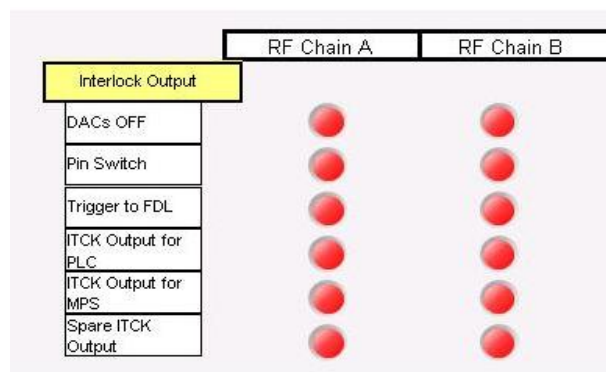 RF Chain A
RF Chain B
Interlock Output
DACs OFF
Pin Switch
Trigger to FDL
ITCK Output for
PLC
ITCK Output for
MPS
Spare ITCK
Output